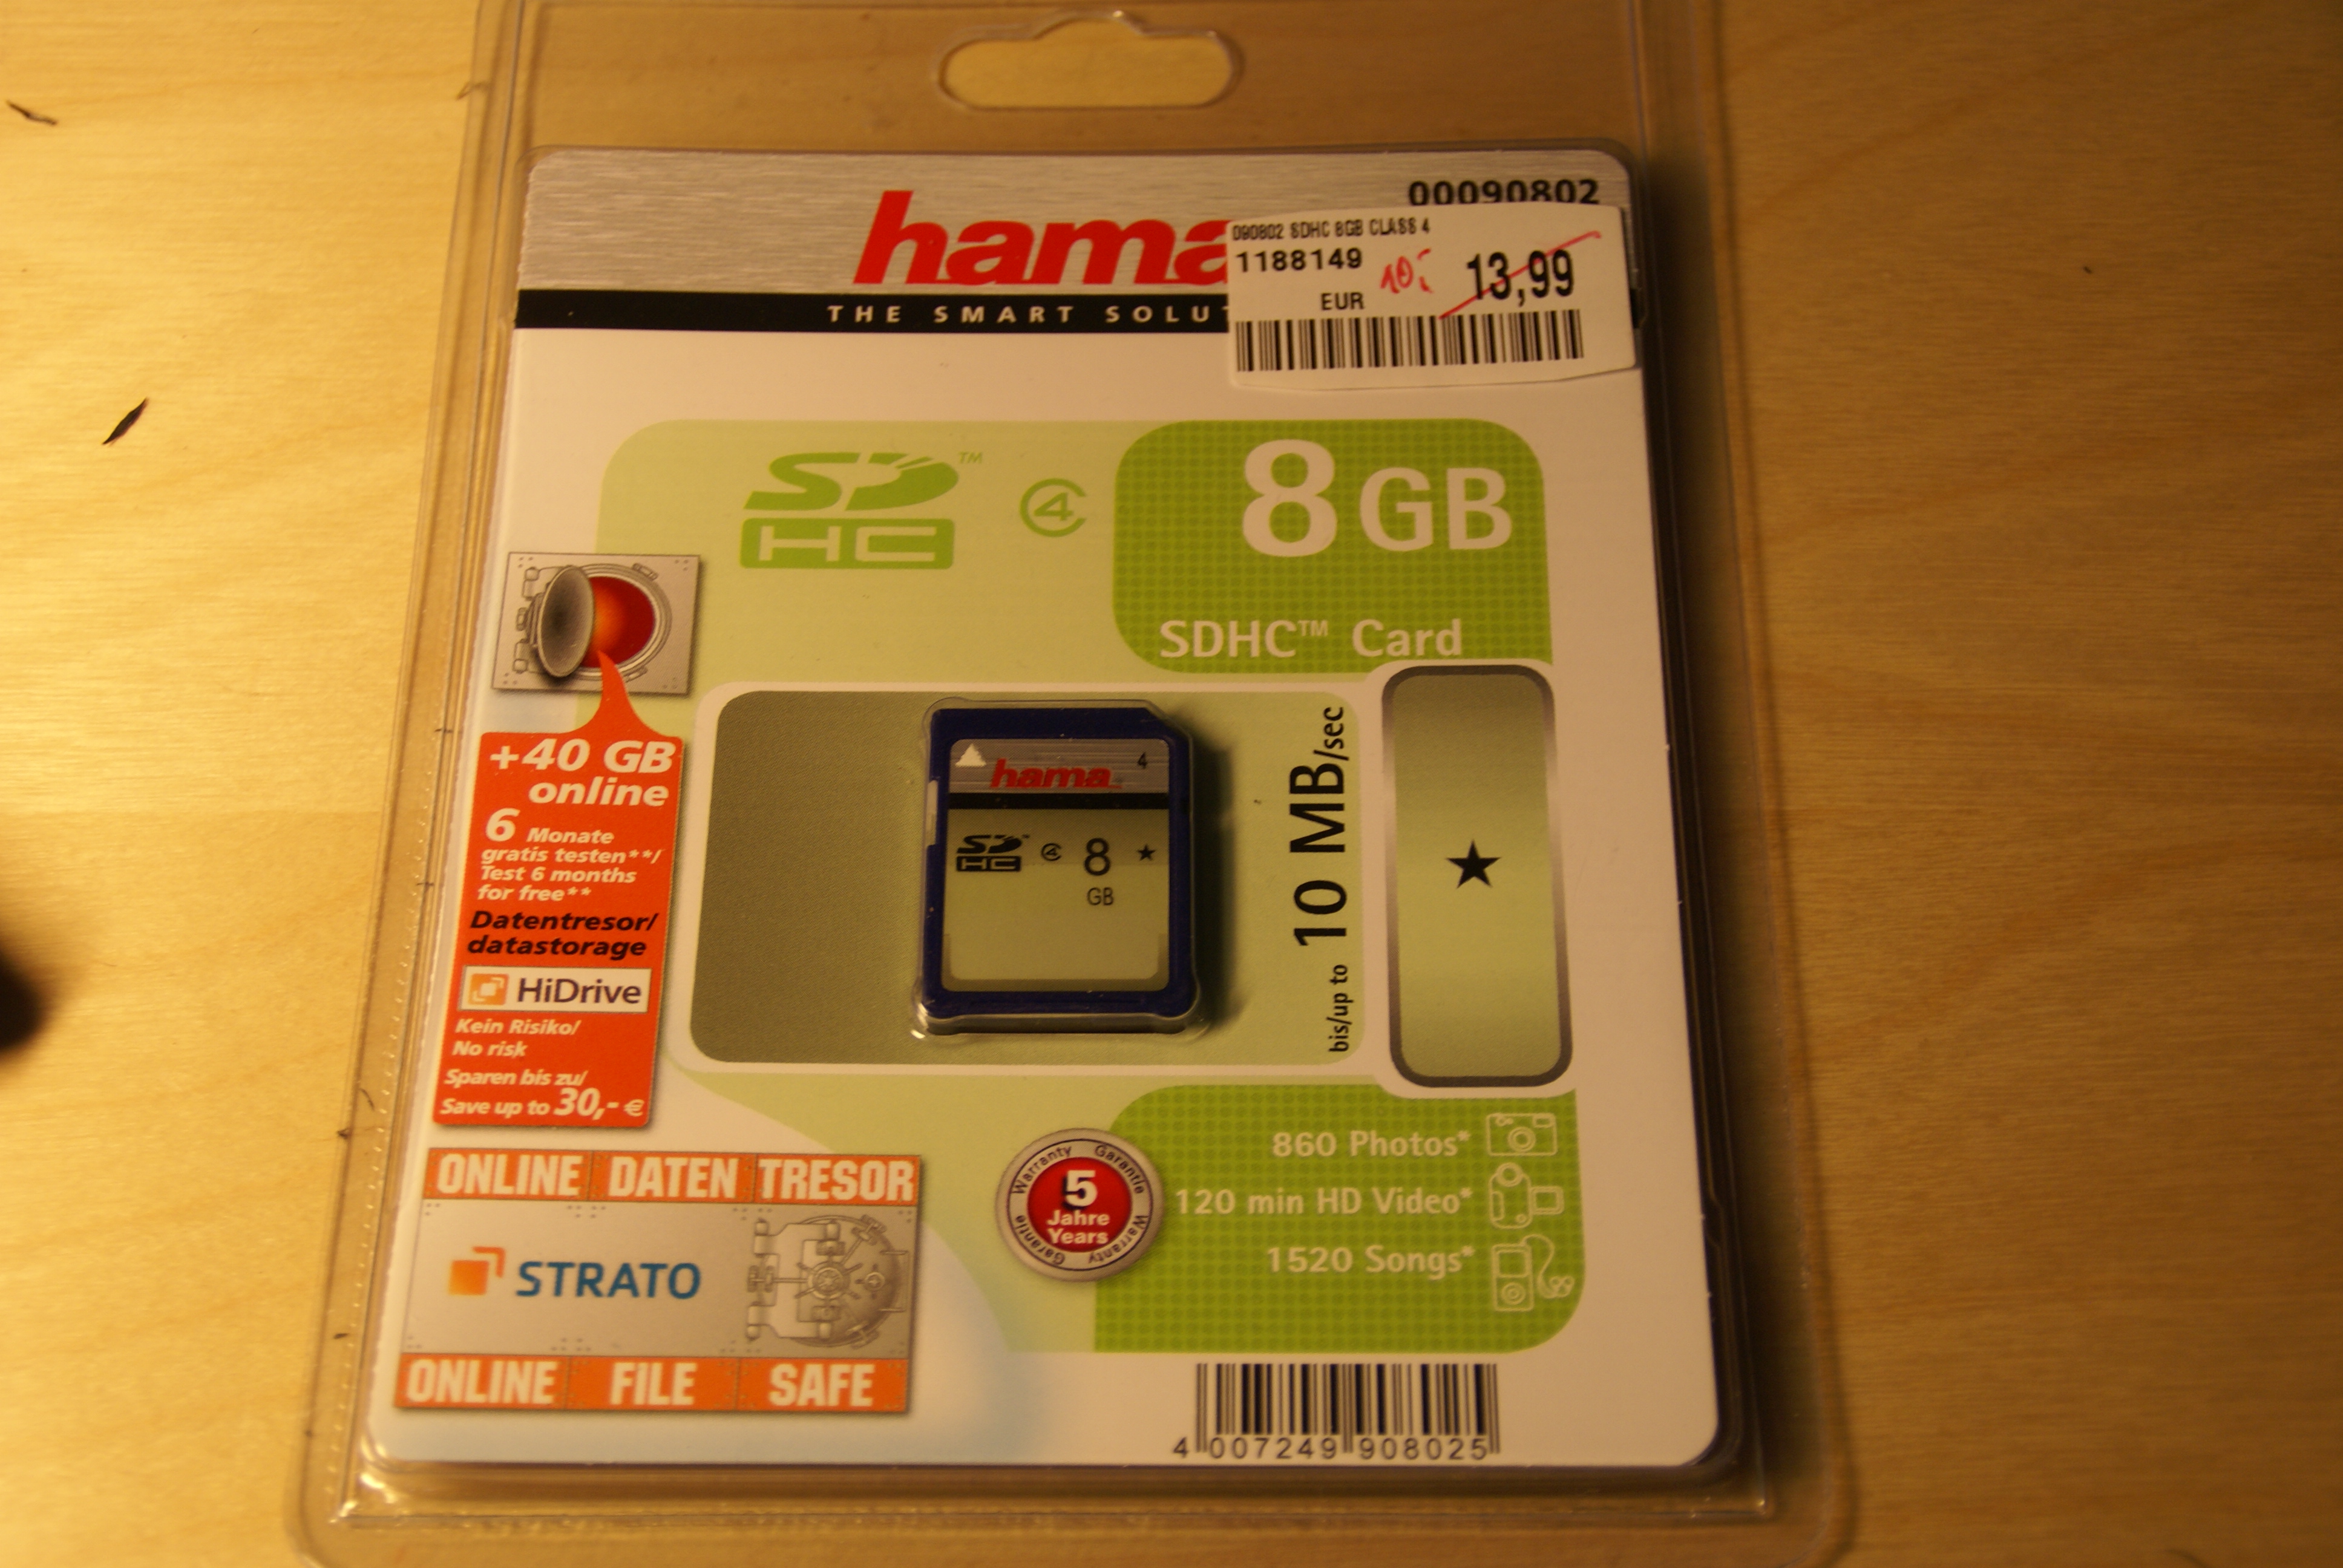 00090802
hama
THE SMART SOLUT
090802 SDHC 8GB CLASS 4
1188149
10,-
13,99
EUR
SD™
HC
4
8 GB
SDHC™ Card
+40 GB
online
6 Monate
gratis testen**/
Test 6 months
for free**
Datentresor/
datastorage
HiDrive
Kein Risiko/
No risk
Sparen bis zu/
Save up to 30,- €
hama
4
SD™
HC
4
8
GB
bis/up to 10 MB/sec
860 Photos*
120 min HD Video*
1520 Songs*
Warranty Garantie Warranty Garantie
5
Jahre
Years
ONLINE DATEN TRESOR
STRATO
ONLINE FILE SAFE
4 007249 908025